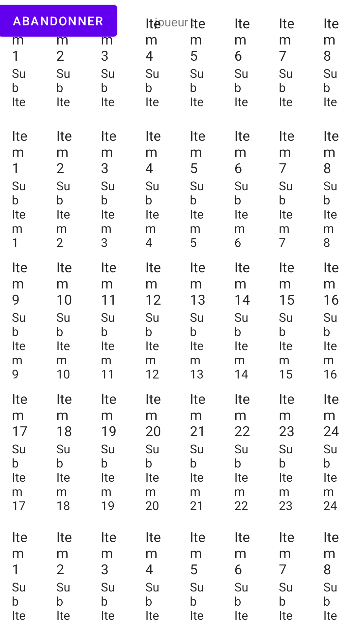 ABANDONNER
joueur
Ite Ite Ite Ite Ite
m m m m m m m m
1 2 3 4 5 6 7 8
Su Su Su Su Su Su Su Su
b b b b b b b b
Ite Ite Ite Ite Ite Ite Ite Ite
Ite Ite Ite Ite Ite Ite Ite Ite
m m m m m m m m
1 2 3 4 5 6 7 8
Su Su Su Su Su Su Su Su
b b b b b b b b
Ite Ite Ite Ite Ite Ite Ite Ite
m m m m m m m m
1 2 3 4 5 6 7 8
Ite Ite Ite Ite Ite Ite Ite Ite
m m m m m m m m
9 10 11 12 13 14 15 16
Su Su Su Su Su Su Su Su
b b b b b b b b
Ite Ite Ite Ite Ite Ite Ite Ite
m m m m m m m m
9 10 11 12 13 14 15 16
Ite Ite Ite Ite Ite Ite Ite Ite
m m m m m m m m
17 18 19 20 21 22 23 24
Su Su Su Su Su Su Su Su
b b b b b b b b
Ite Ite Ite Ite Ite Ite Ite Ite
m m m m m m m m
17 18 19 20 21 22 23 24
Ite Ite Ite Ite Ite Ite Ite Ite
m m m m m m m m
1 2 3 4 5 6 7 8
Su Su Su Su Su Su Su Su
b b b b b b b b
Ite Ite Ite Ite Ite Ite Ite Ite